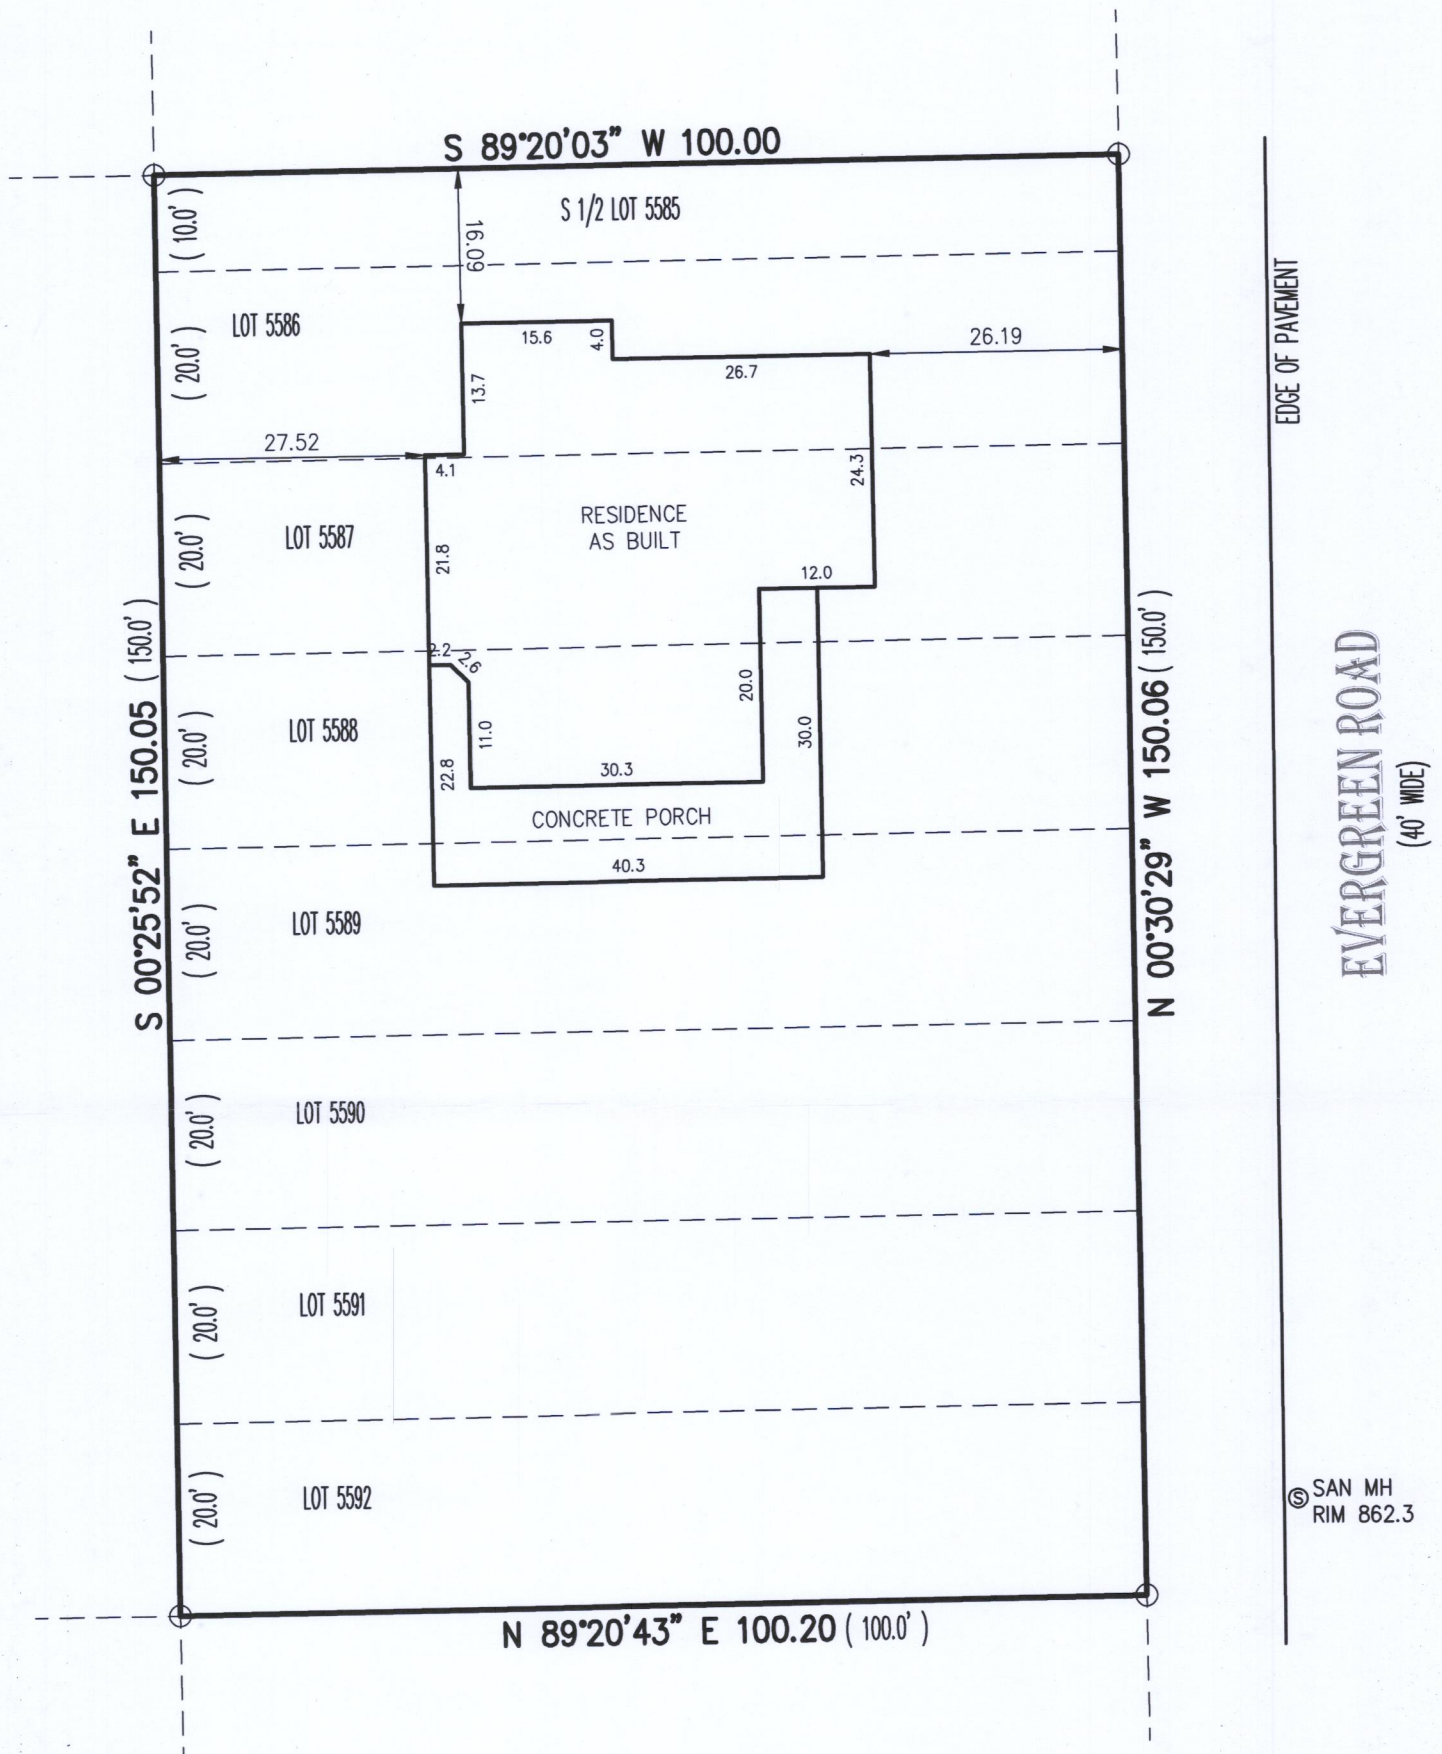 S 89°20'03" W 100.00
( 10.0' )
S 1/2 LOT 5585
16.09
LOT 5586
( 20.0' )
15.6
4.0
26.7
26.19
13.7
27.52
4.1
24.3
EDGE OF PAVEMENT
RESIDENCE
AS BUILT
LOT 5587
( 20.0' )
21.8
12.0
2.2
2.6
S 00°25'52" E 150.05 ( 150.0' )
N 00°30'29" W 150.06 ( 150.0' )
EVERGREEN ROAD
(40' WIDE)
LOT 5588
( 20.0' )
11.0
20.0
30.0
22.8
30.3
CONCRETE PORCH
40.3
LOT 5589
( 20.0' )
LOT 5590
( 20.0' )
LOT 5591
( 20.0' )
LOT 5592
( 20.0' )
S SAN MH
RIM 862.3
N 89°20'43" E 100.20 ( 100.0' )